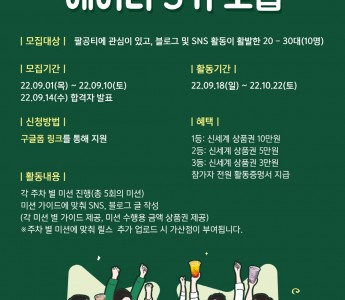 | 모집대상 | 팔공티에 관심이 있고, 블로그 및 SNS 활동이 활발한 20 - 30대(10명)
| 모집기간 |
22.09.01(목) ~ 22.09.10(토)
22.09.14(수) 합격자 발표
| 활동기간 |
22.09.18(일) ~ 22.10.22(토)
| 신청방법 |
구글폼 링크를 통해 지원
| 혜택 |
1등: 신세계 상품권 10만원
2등: 신세계 상품권 5만원
3등: 신세계 상품권 3만원
참가자 전원 활동증명서 지급
| 활동내용 |
각 주차 별 미션 진행(총 5회의 미션)
미션 가이드에 맞춰 SNS, 블로그 글 작성
(각 미션 별 가이드 제공, 미션 수행용 금액 상품권 제공)
※주차 별 미션에 맞춰 릴스 추가 업로드 시 가산점이 부여됩니다.